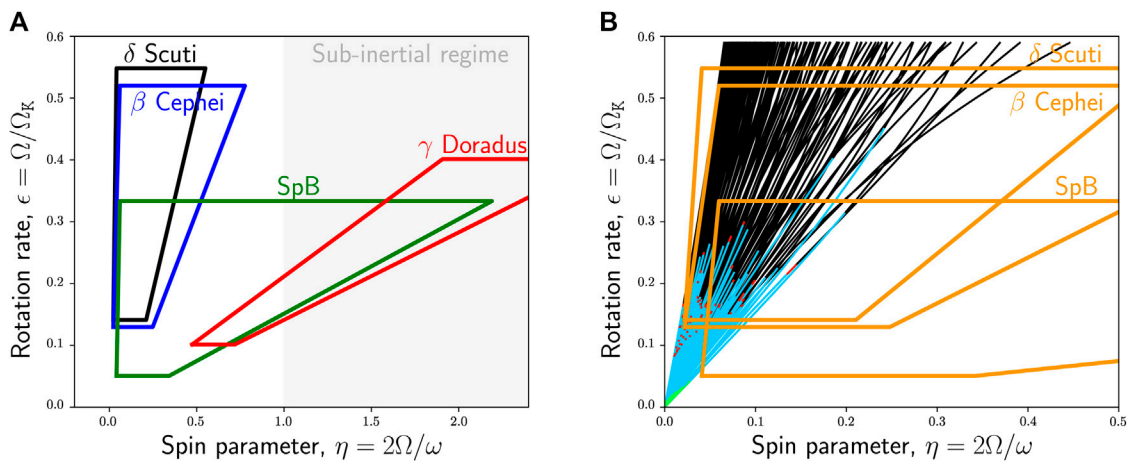 A
Rotation rate, ϵ = Ω/Ω_K
0.6
0.5
0.4
0.3
0.2
0.1
0.0
δ Scuti
Sub-inertial regime
β Cephei
γ Doradus
SpB
0.0 0.5 1.0 1.5 2.0
Spin parameter, η = 2Ω/ω
B
Rotation rate, ϵ = Ω/Ω_K
0.6
0.5
0.4
0.3
0.2
0.1
0.0
δ Scuti
β Cephei
SpB
0.0 0.1 0.2 0.3 0.4 0.5
Spin parameter, η = 2Ω/ω